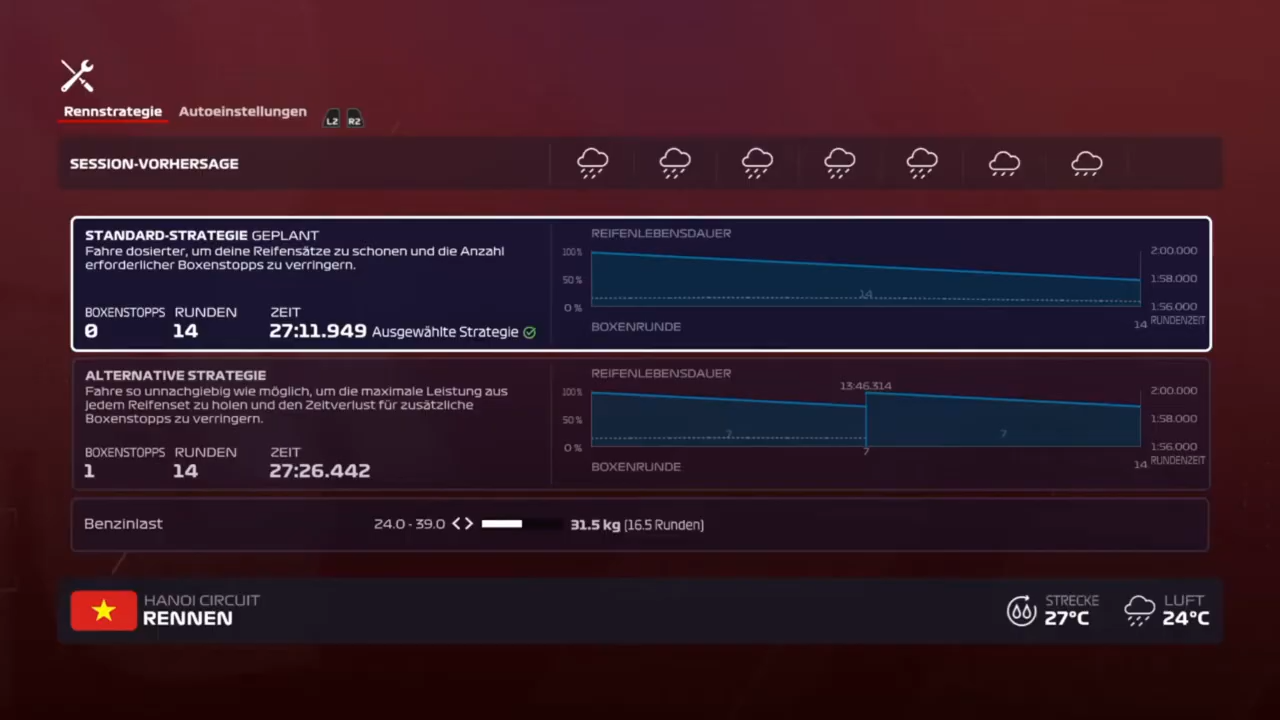 Rennstrategie Autoeinstellungen L2 R2
SESSION-VORHERSAGE
STANDARD-STRATEGIE GEPLANT
Fahre dosierter, um deine Reifensätze zu schonen und die Anzahl
erforderlicher Boxenstopps zu verringern.
BOXENSTOPPS RUNDEN ZEIT
0 14 27:11.949 Ausgewählte Strategie
REIFENLEBENSDAUER
100% 2:00.000
50% 1:58.000
14
0% 1:56.000
BOXENRUNDE 14 RUNDENZEIT
ALTERNATIVE STRATEGIE
Fahre so unnachgiebig wie möglich, um die maximale Leistung aus
jedem Reifenset zu holen und den Zeitverlust für zusätzliche
Boxenstopps zu verringern.
BOXENSTOPPS RUNDEN ZEIT
1 14 27:26.442
REIFENLEBENSDAUER
13:46.314
100% 2:00.000
50% 1:58.000
7 7
0% 7 1:56.000
BOXENRUNDE 14 RUNDENZEIT
Benzinlast 24.0 - 39.0 <> 31.5 kg (16.5 Runden)
HANOI CIRCUIT
RENNEN
STRECKE LUFT
27°C 24°C